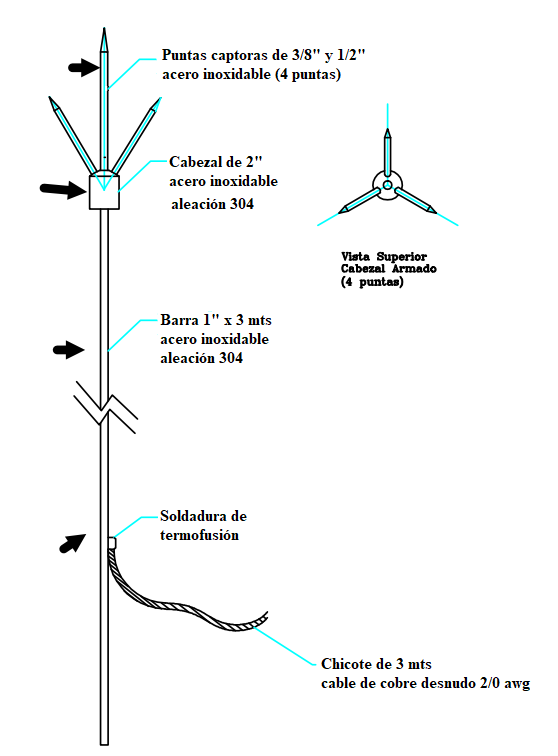 Puntas captoras de 3/8" y 1/2"
acero inoxidable (4 puntas)
Cabezal de 2"
acero inoxidable
aleación 304
Vista Superior
Cabezal Armado
(4 puntas)
Barra 1" x 3 mts
acero inoxidable
aleación 304
Soldadura de
termofusión
Chicote de 3 mts
cable de cobre desnudo 2/0 awg